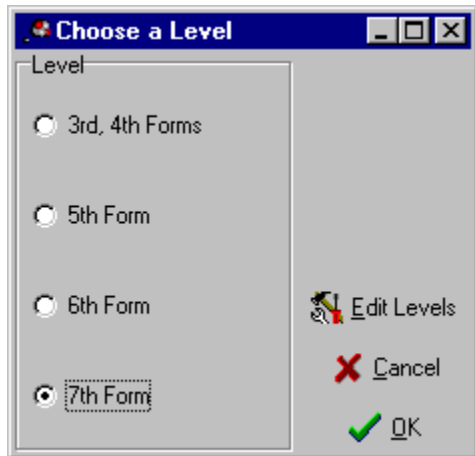 Choose a Level
Level
3rd, 4th Forms
5th Form
6th Form
Edit Levels
Cancel
7th Form
OK